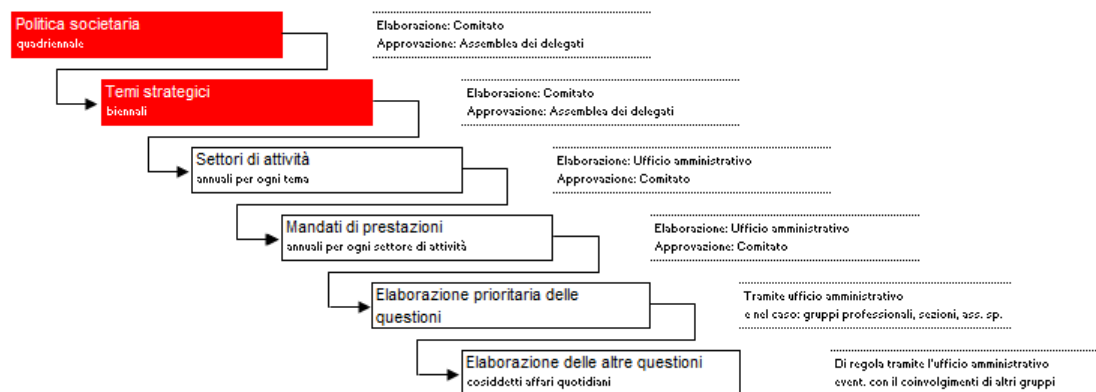 Politica societaria
quadriennale
Elaborazione: Comitato
Approvazione: Assemblea dei delegati
Temi strategici
biennali
Elaborazione: Comitato
Approvazione: Assemblea dei delegati
Settori di attività
annuali per ogni tema
Elaborazione: Ufficio amministrativo
Approvazione: Comitato
Mandati di prestazioni
annuali per ogni settore di attività
Elaborazione: Ufficio amministrativo
Approvazione: Comitato
Elaborazione prioritaria delle
questioni
Tramite ufficio amministrativo
e nel caso: gruppi professionali, sezioni, ass. sp.
Elaborazione delle altre questioni
cosiddetti affari quotidiani
Di regola tramite l'ufficio amministrativo
event. con il coinvolgimenti di altri gruppi